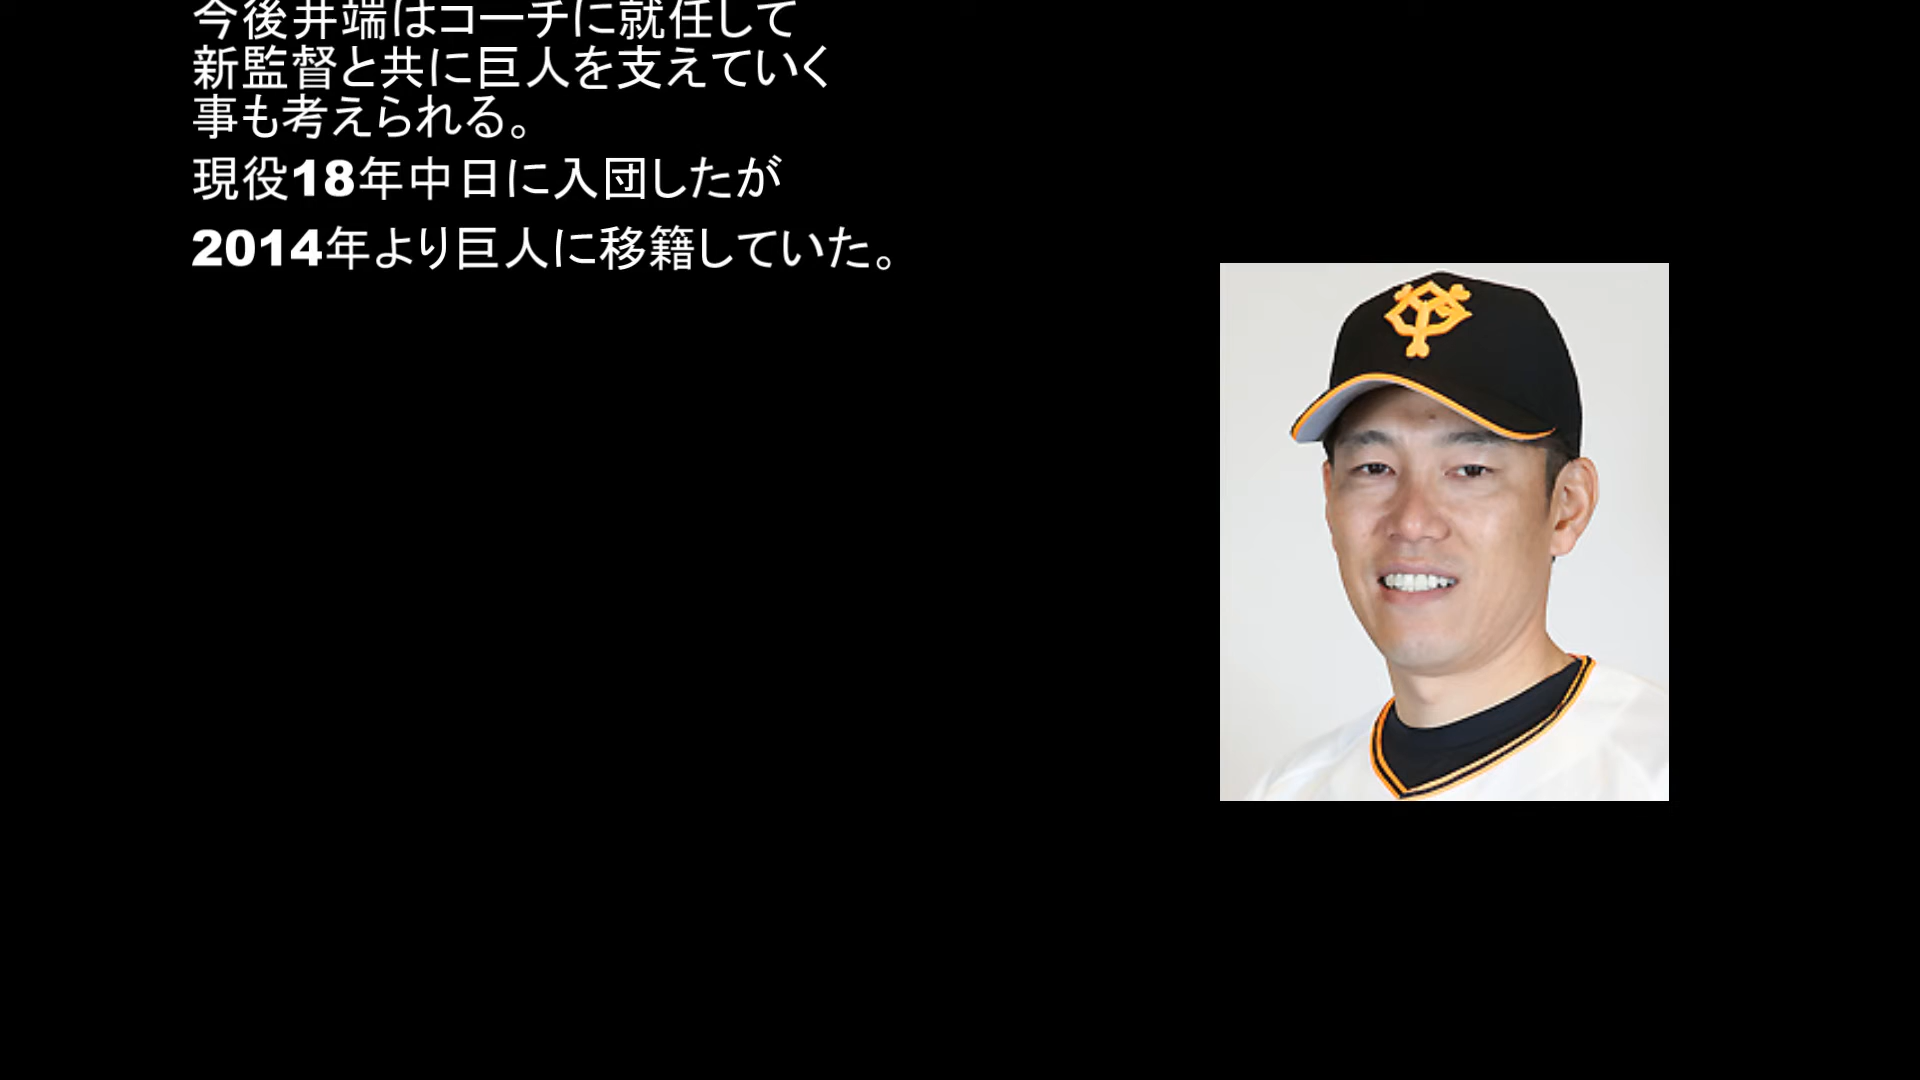 今後井端はコーチに就任して
新監督と共に巨人を支えていく
事も考えられる。
現役18年中日に入団したが
2014年より巨人に移籍していた。